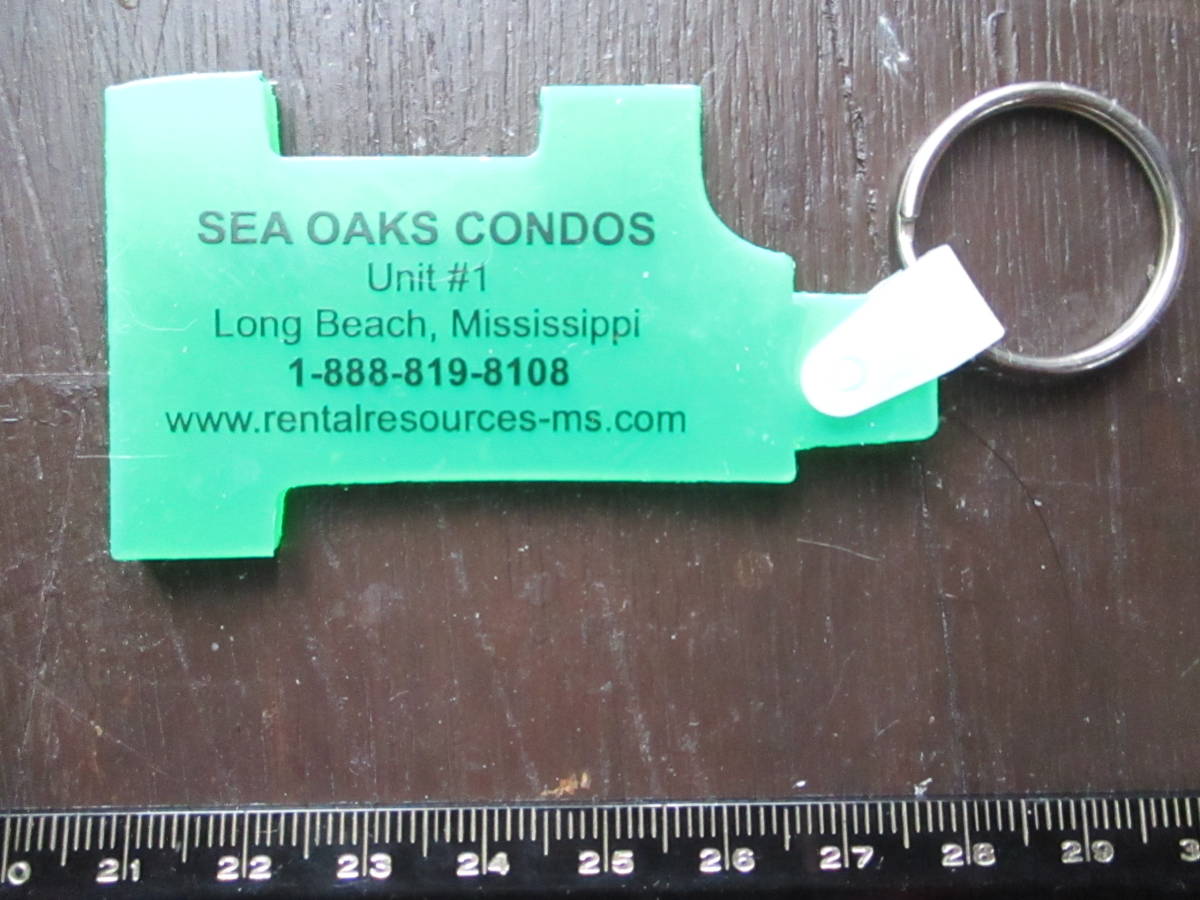 SEA OAKS CONDOS
Unit #1
Long Beach, Mississippi
1-888-819-8108
www.rentalresources-ms.com
0 21 22 23 24 25 26 27 28 29 3